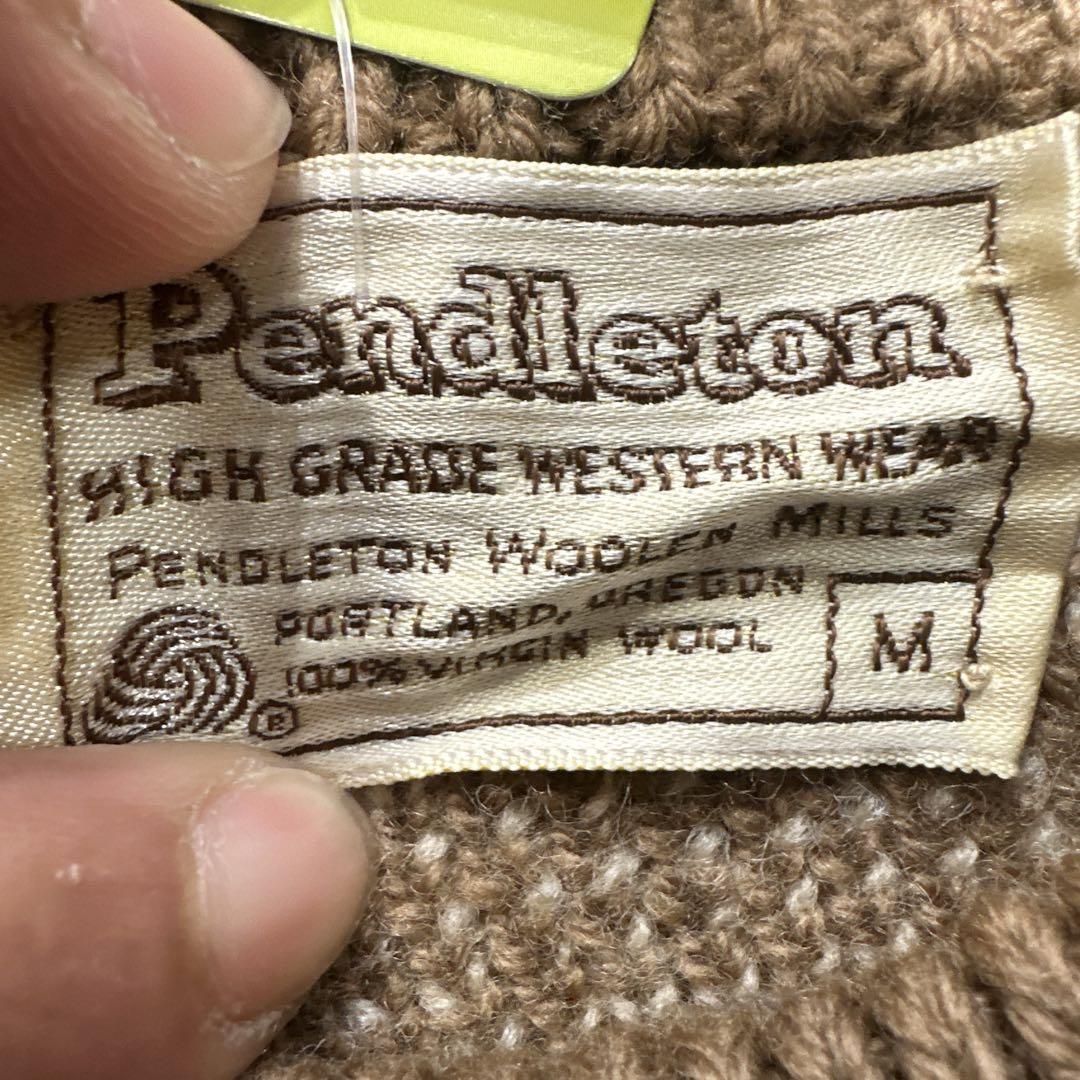 Pendleton
HIGH GRADE WESTERN WEAR
PENDLETON WOOLEN MILLS
PORTLAND, OREGON
100% VIRGIN WOOL
M
®